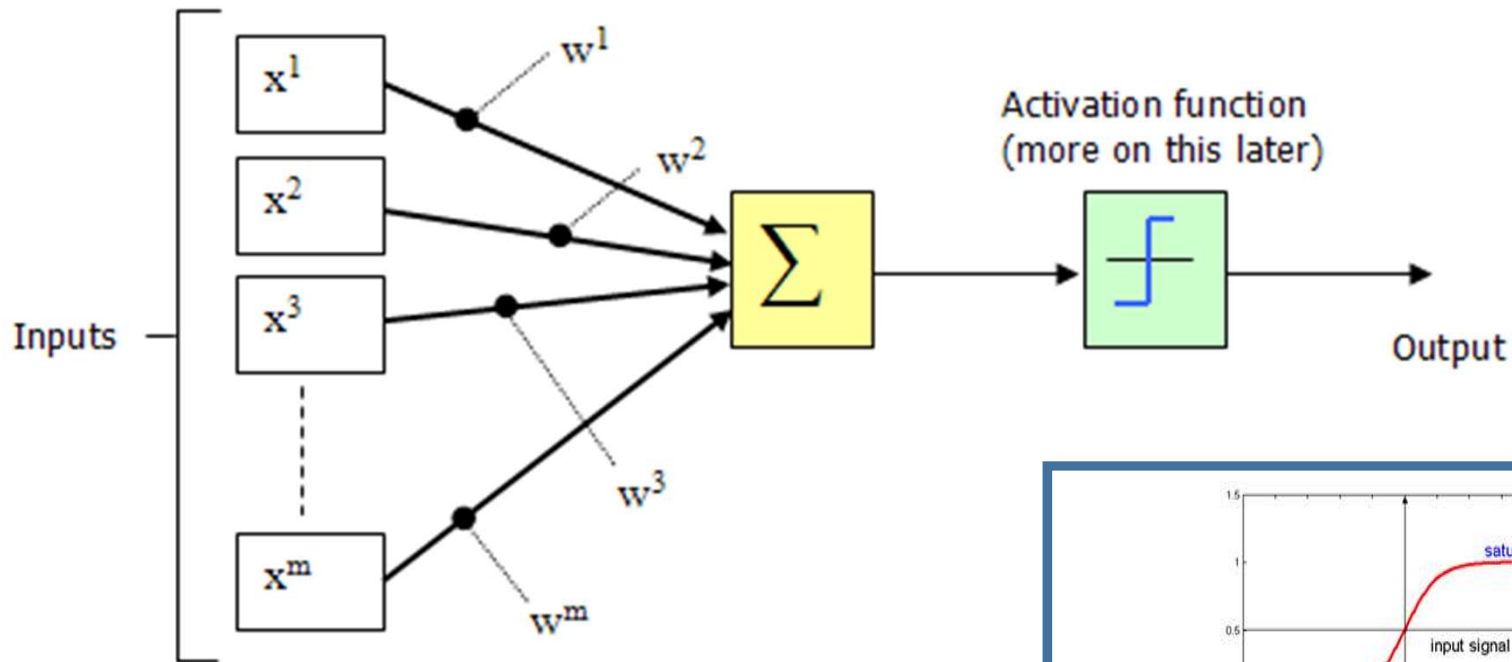 Inputs
x¹
x²
x³
xᵐ
w¹
w²
w³
wᵐ
∑
Activation function
(more on this later)
Output
1.5
1
0.5
input signal